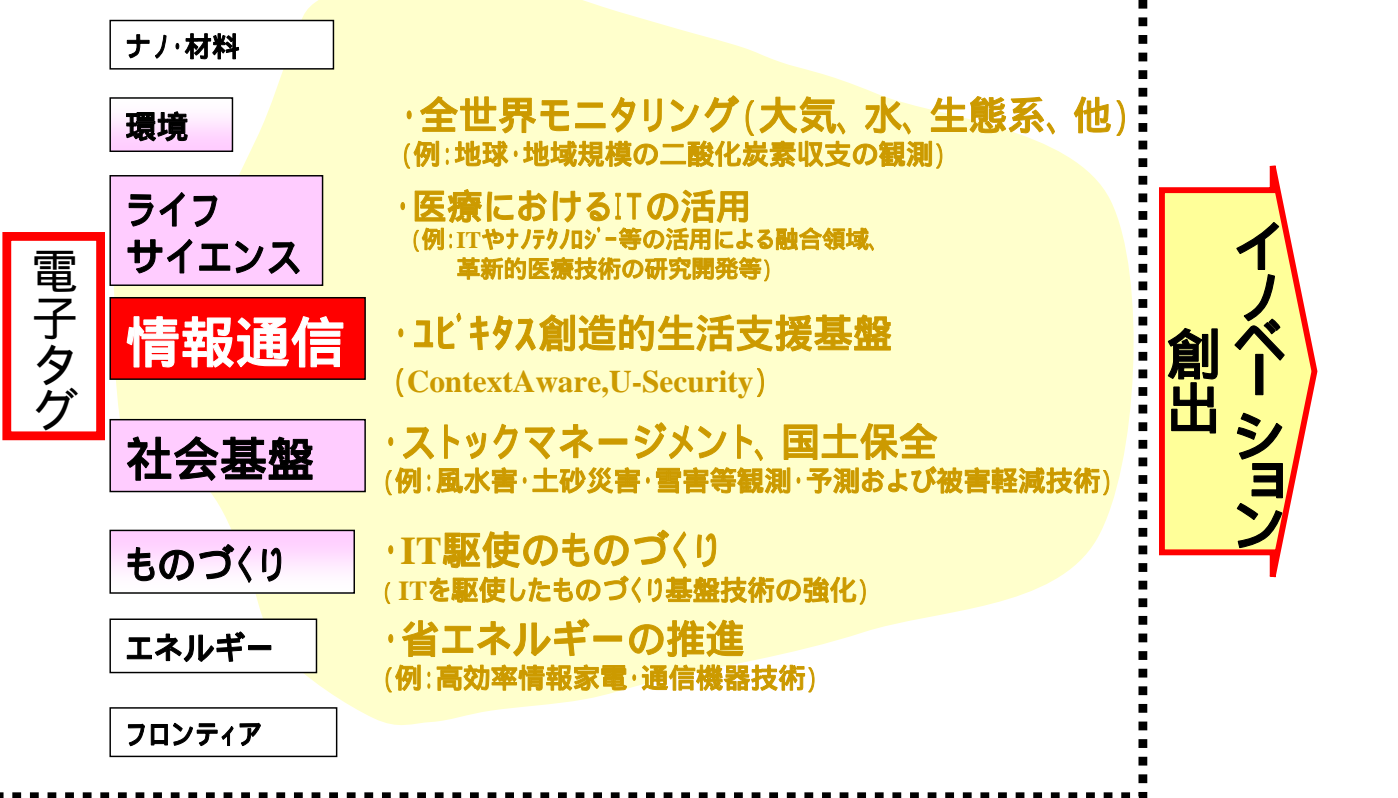 電子タグ
ナノ・材料
環境
・全世界モニタリング(大気、水、生態系、他)
(例:地球・地域規模の二酸化炭素収支の観測)
ライフ
サイエンス
・医療におけるITの活用
(例:ITやナノテクノロジー等の活用による融合領域、
革新的医療技術の研究開発等)
情報通信
・ユビキタス創造的生活支援基盤
(ContextAware,U-Security)
社会基盤
・ストックマネージメント、国土保全
(例:風水害・土砂災害・雪害等観測・予測および被害軽減技術)
ものづくり
・IT駆使のものづくり
(ITを駆使したものづくり基盤技術の強化)
エネルギー
・省エネルギーの推進
(例:高効率情報家電・通信機器技術)
フロンティア
イノベーション
創出